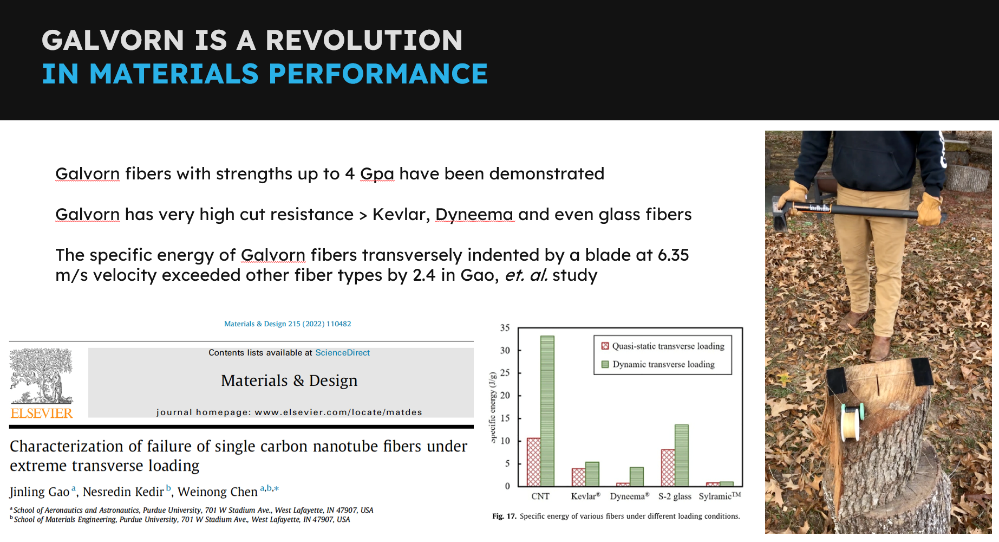 GALVORN IS A REVOLUTION
IN MATERIALS PERFORMANCE
Galvorn fibers with strengths up to 4 Gpa have been demonstrated
Galvorn has very high cut resistance > Kevlar, Dyneema and even glass fibers
The specific energy of Galvorn fibers transversely indented by a blade at 6.35
m/s velocity exceeded other fiber types by 2.4 in Gao, et. al. study
Materials & Design 215 (2022) 110482
Contents lists available at ScienceDirect
Materials & Design
journal homepage: www.elsevier.com/locate/matdes
ELSEVIER
Characterization of failure of single carbon nanotube fibers under
extreme transverse loading
Jinling Gao a, Nesredin Kedir b, Weinong Chen a,b,*
a School of Aeronautics and Astronautics, Purdue University, 701 W Stadium Ave., West Lafayette, IN 47907, USA
b School of Materials Engineering, Purdue University, 701 W Stadium Ave., West Lafayette, IN 47907, USA
Specific energy (J/g)
35
30
25
20
15
10
5
0
Quasi-static transverse loading
Dynamic transverse loading
CNT Kevlar® Dyneema® S-2 glass Sylramic™
Fig. 17. Specific energy of various fibers under different loading conditions.